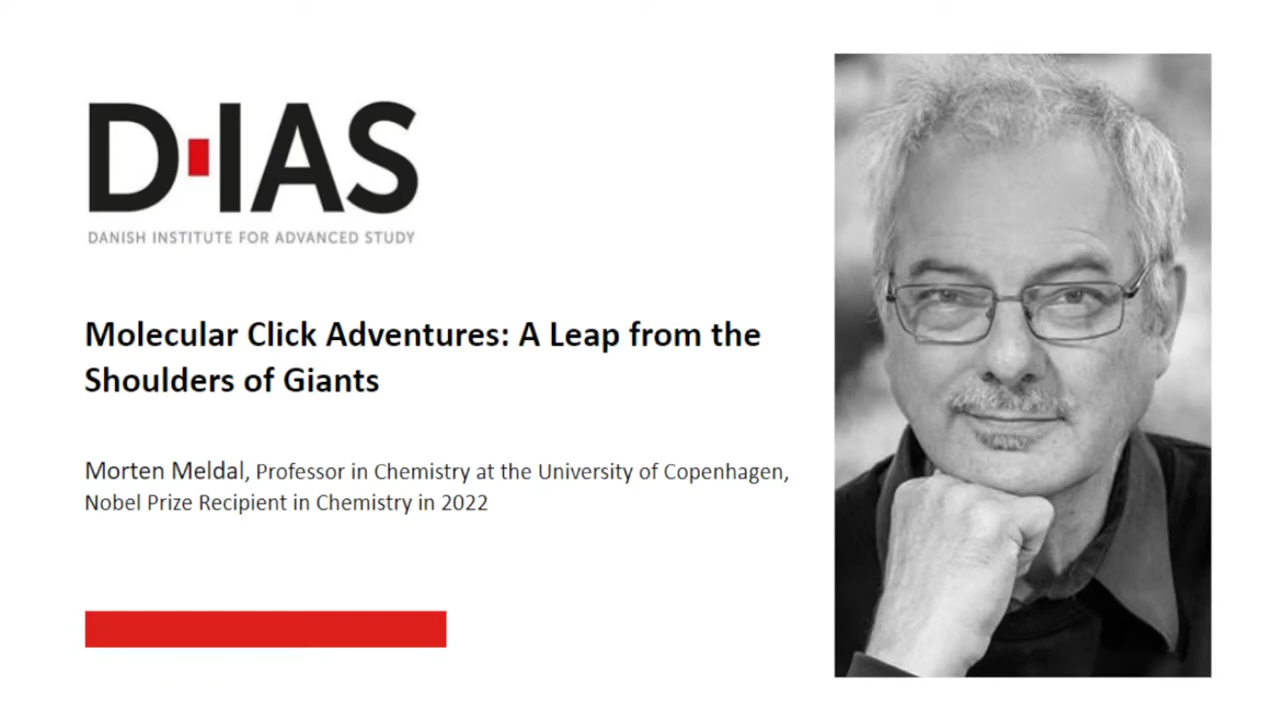 D·IAS
DANISH INSTITUTE FOR ADVANCED STUDY
Molecular Click Adventures: A Leap from the
Shoulders of Giants
Morten Meldal, Professor in Chemistry at the University of Copenhagen,
Nobel Prize Recipient in Chemistry in 2022